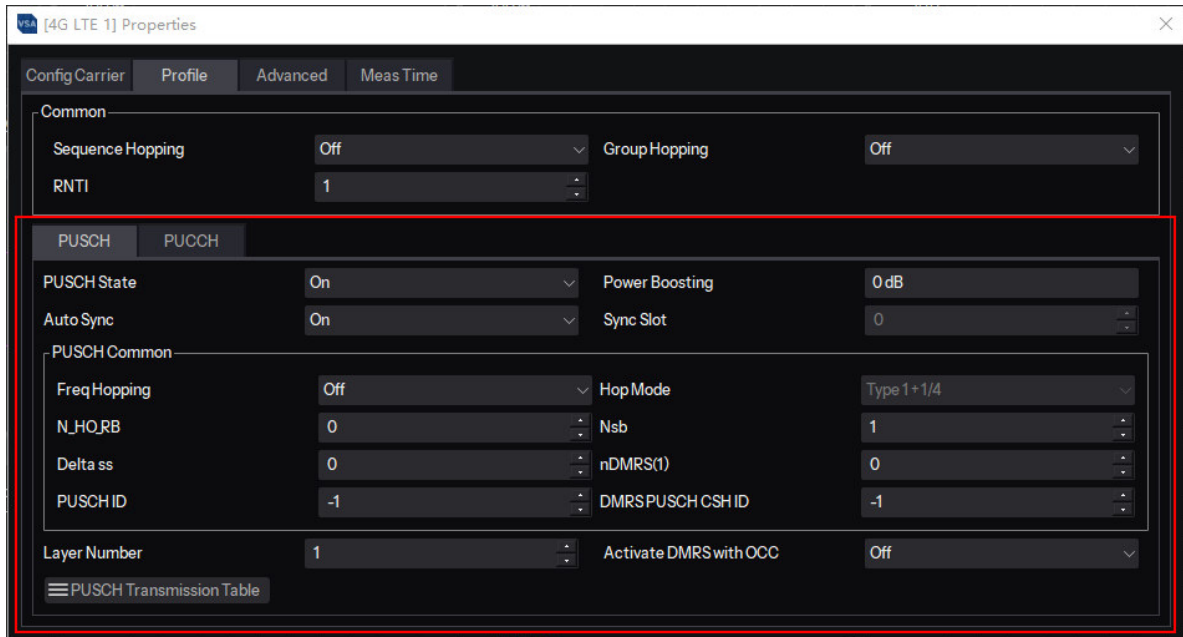 VSA [4G LTE 1] Properties
Config Carrier Profile Advanced Meas Time
Common
Sequence Hopping Off Group Hopping Off
RNTI 1
PUSCH PUCCH
PUSCH State On Power Boosting 0 dB
Auto Sync On Sync Slot 0
PUSCH Common
Freq Hopping Off Hop Mode Type 1+1/4
N_HO_RB 0 Nsb 1
Delta ss 0 nDMRS(1) 0
PUSCH ID -1 DMRS PUSCH CSH ID -1
Layer Number 1 Activate DMRS with OCC Off
PUSCH Transmission Table